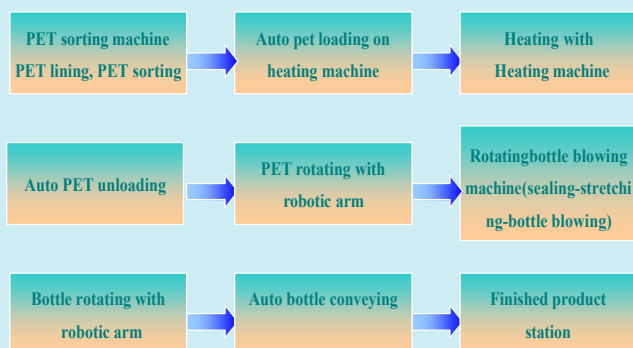 PET sorting machine
PET lining, PET sorting
Auto pet loading on
heating machine
Heating with
Heating machine
Auto PET unloading
PET rotating with
robotic arm
Rotatingbottle blowing
machine(sealing-stretchi
ng-bottle blowing)
Bottle rotating with
robotic arm
Auto bottle conveying
Finished product
station